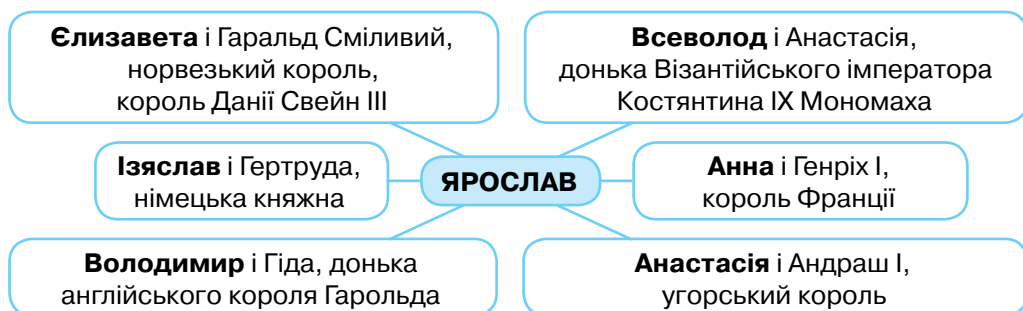 Єлизавета і Гаральд Сміливий,
норвезький король,
король Данії Свейн III
Всеволод і Анастасія,
донька Візантійського імператора
Костянтина IX Мономаха
Ізяслав і Гертруда,
німецька княжна
ЯРОСЛАВ
Анна і Генріх I,
король Франції
Володимир і Гіда, донька
англійського короля Гарольда
Анастасія і Андраш I,
угорський король